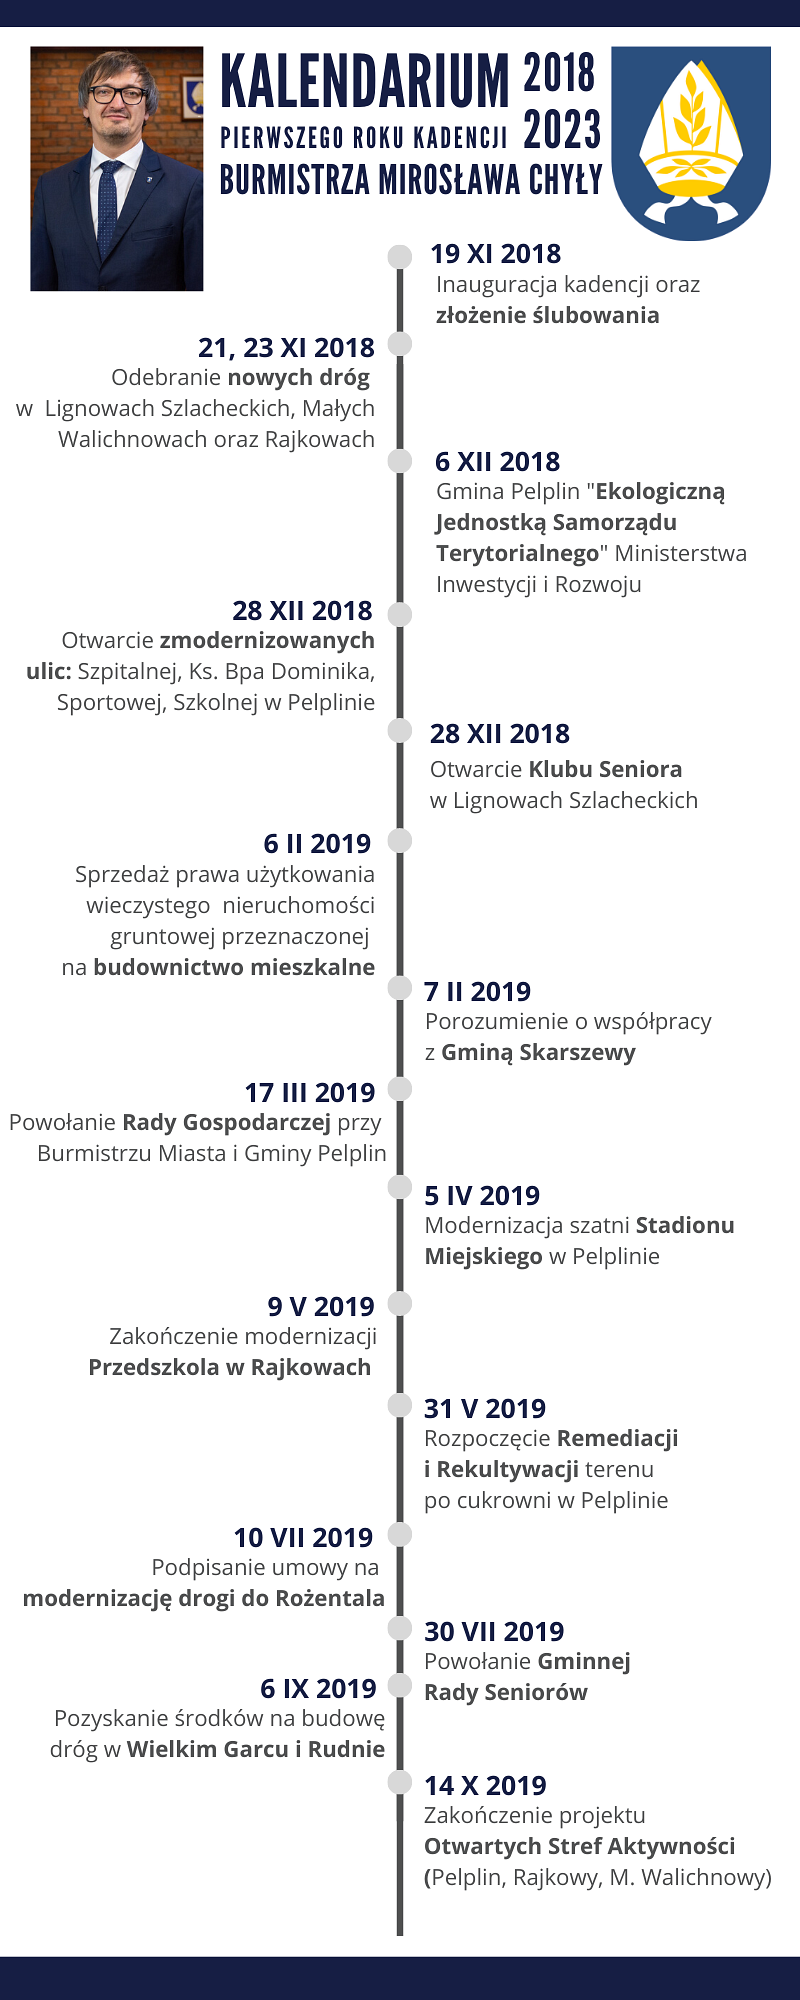 KALENDARIUM 2018
PIERWSZEGO ROKU KADENCJI 2023
BURMISTRZA MIROSŁAWA CHYŁY
19 XI 2018
Inauguracja kadencji oraz
złożenie ślubowania
21, 23 XI 2018
Odebranie nowych dróg
w Lignowach Szlacheckich, Małych
Walichnowach oraz Rajkowach
6 XII 2018
Gmina Pelplin "Ekologiczną
Jednostką Samorządu
Terytorialnego" Ministerstwa
Inwestycji i Rozwoju
28 XII 2018
Otwarcie zmodernizowanych
ulic: Szpitalnej, Ks. Bpa Dominika,
Sportowej, Szkolnej w Pelplinie
28 XII 2018
Otwarcie Klubu Seniora
w Lignowach Szlacheckich
6 II 2019
Sprzedaż prawa użytkowania
wieczystego nieruchomości
gruntowej przeznaczonej
na budownictwo mieszkalne
7 II 2019
Porozumienie o współpracy
z Gminą Skarszewy
17 III 2019
Powołanie Rady Gospodarczej przy
Burmistrzu Miasta i Gminy Pelplin
5 IV 2019
Modernizacja szatni Stadionu
Miejskiego w Pelplinie
9 V 2019
Zakończenie modernizacji
Przedszkola w Rajkowach
31 V 2019
Rozpoczęcie Remediacji
i Rekultywacji terenu
po cukrowni w Pelplinie
10 VII 2019
Podpisanie umowy na
modernizację drogi do Rożentala
30 VII 2019
Powołanie Gminnej
Rady Seniorów
6 IX 2019
Pozyskanie środków na budowę
dróg w Wielkim Garcu i Rudnie
14 X 2019
Zakończenie projektu
Otwartych Stref Aktywności
(Pelplin, Rajkowy, M. Walichnowy)